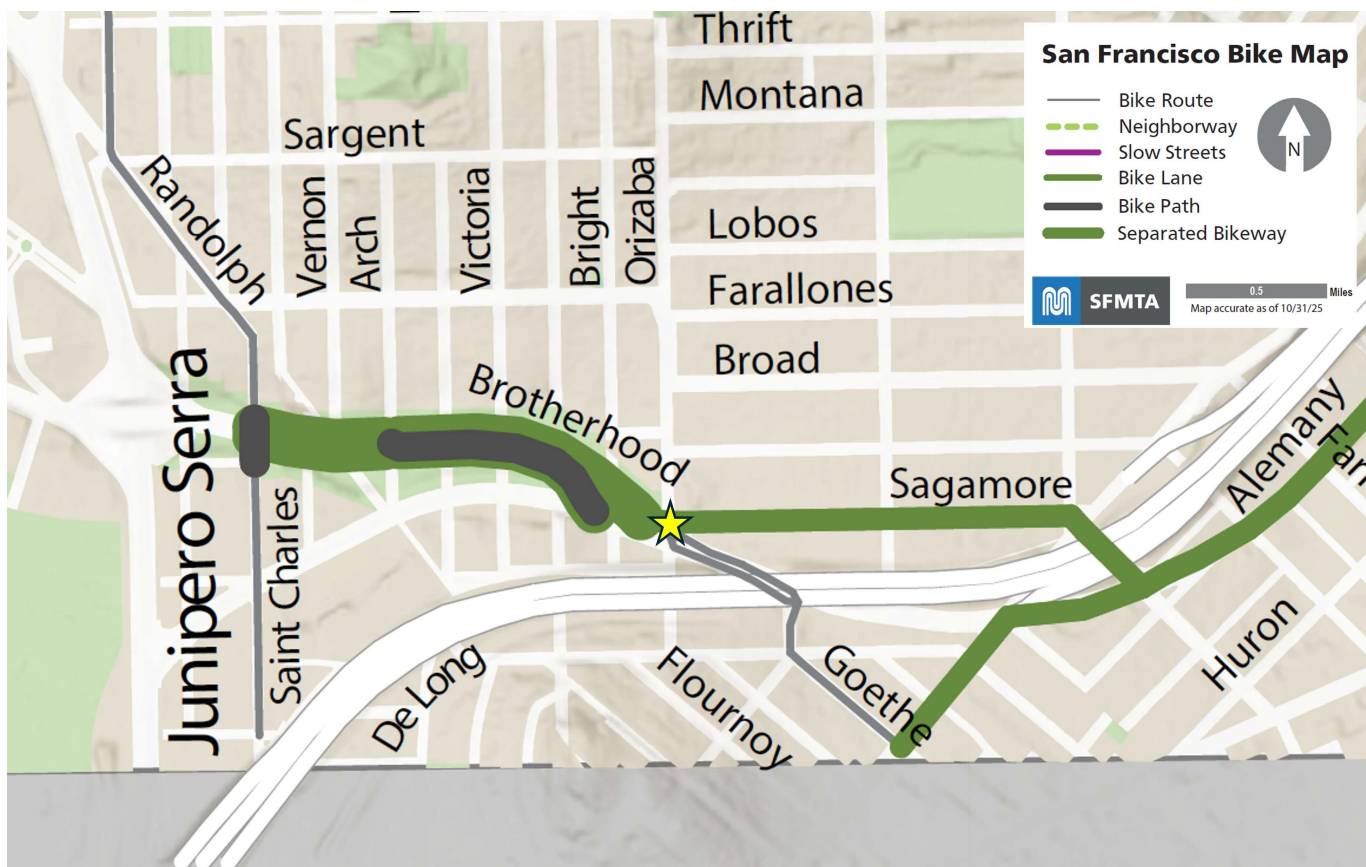 Thrift
San Francisco Bike Map
Montana
Bike Route
Neighborway
Slow Streets
Bike Lane
Bike Path
Separated Bikeway
N
SFMTA
0.5
Miles
Map accurate as of 10/31/25
Sargent
Randolph
Vernon
Arch
Victoria
Bright
Orizaba
Lobos
Farallones
Broad
Junipero Serra
Brotherhood
Sagamore
Alemany
Farr
Saint Charles
De Long
Flournoy
Goethe
Huron